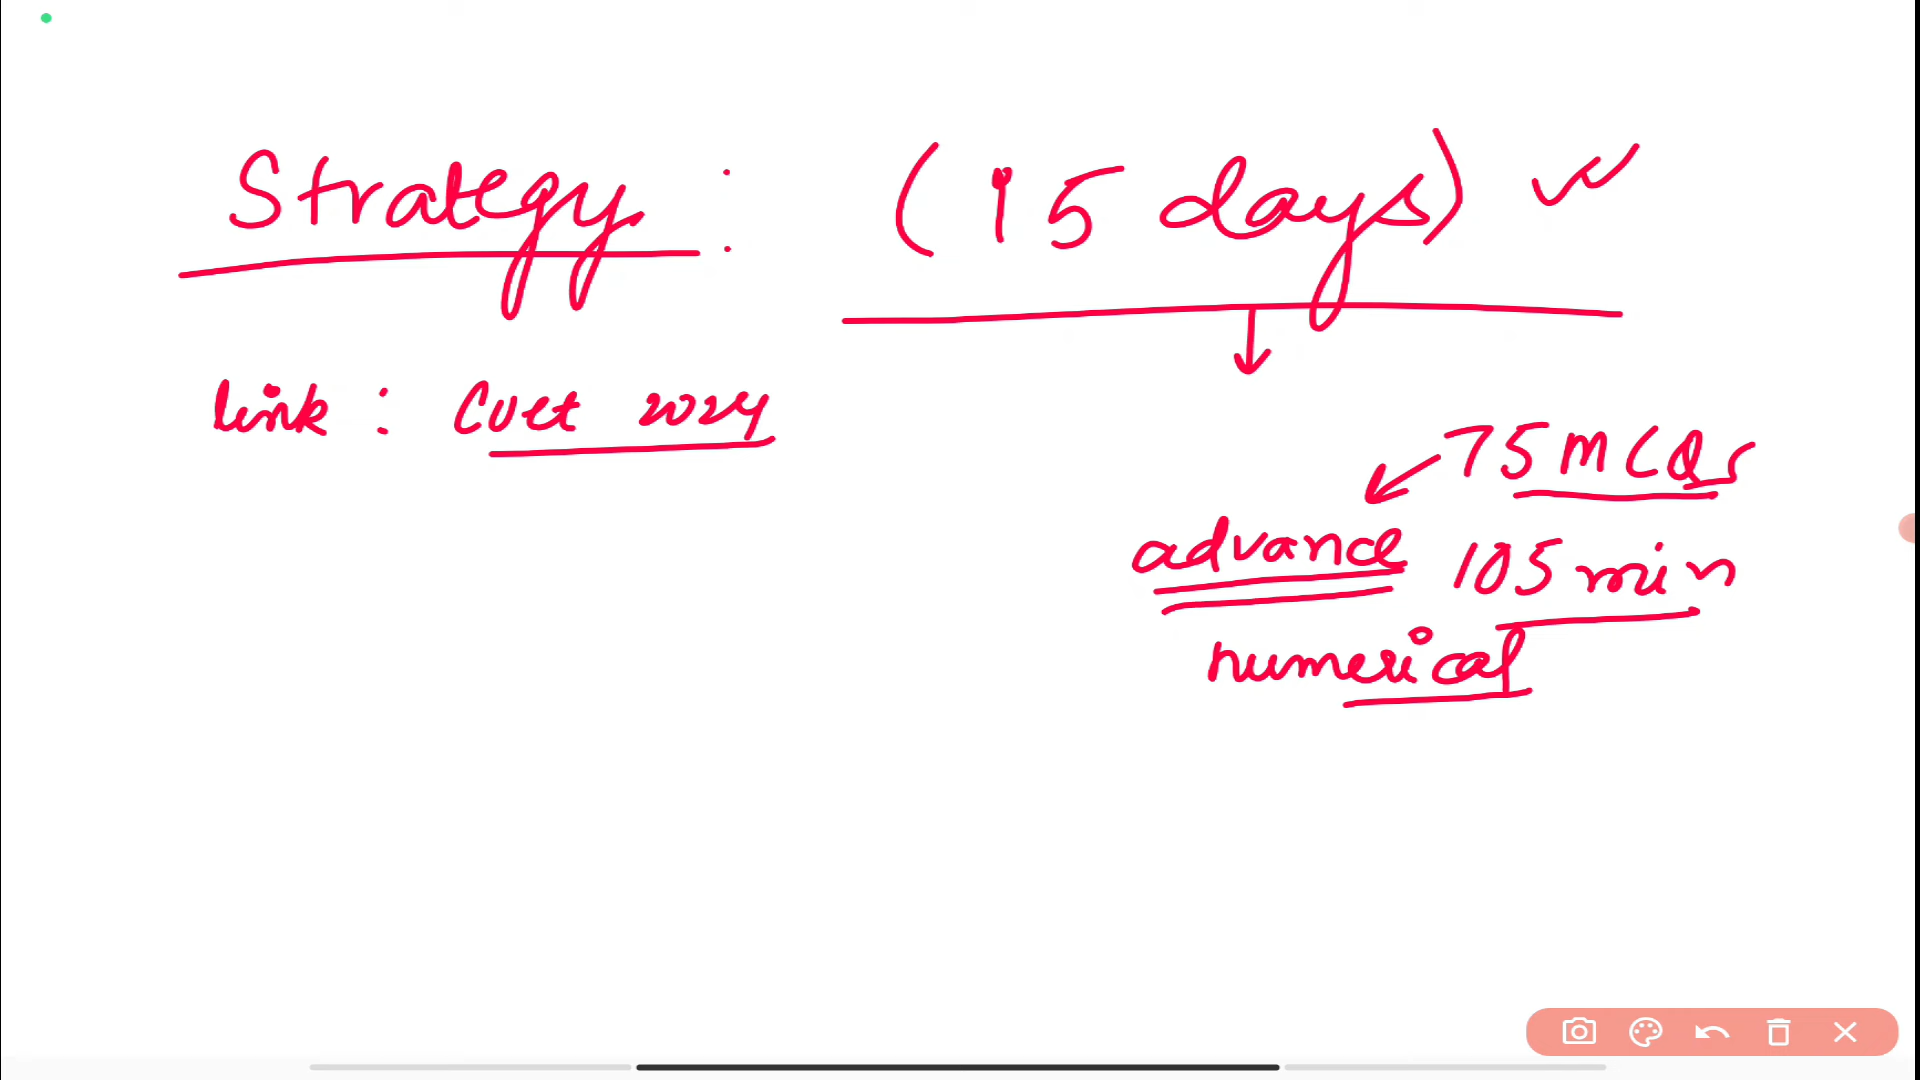 Strategy : (15 days)
link : Cuet 2024
75 MCQs
advance 105 min
numerical